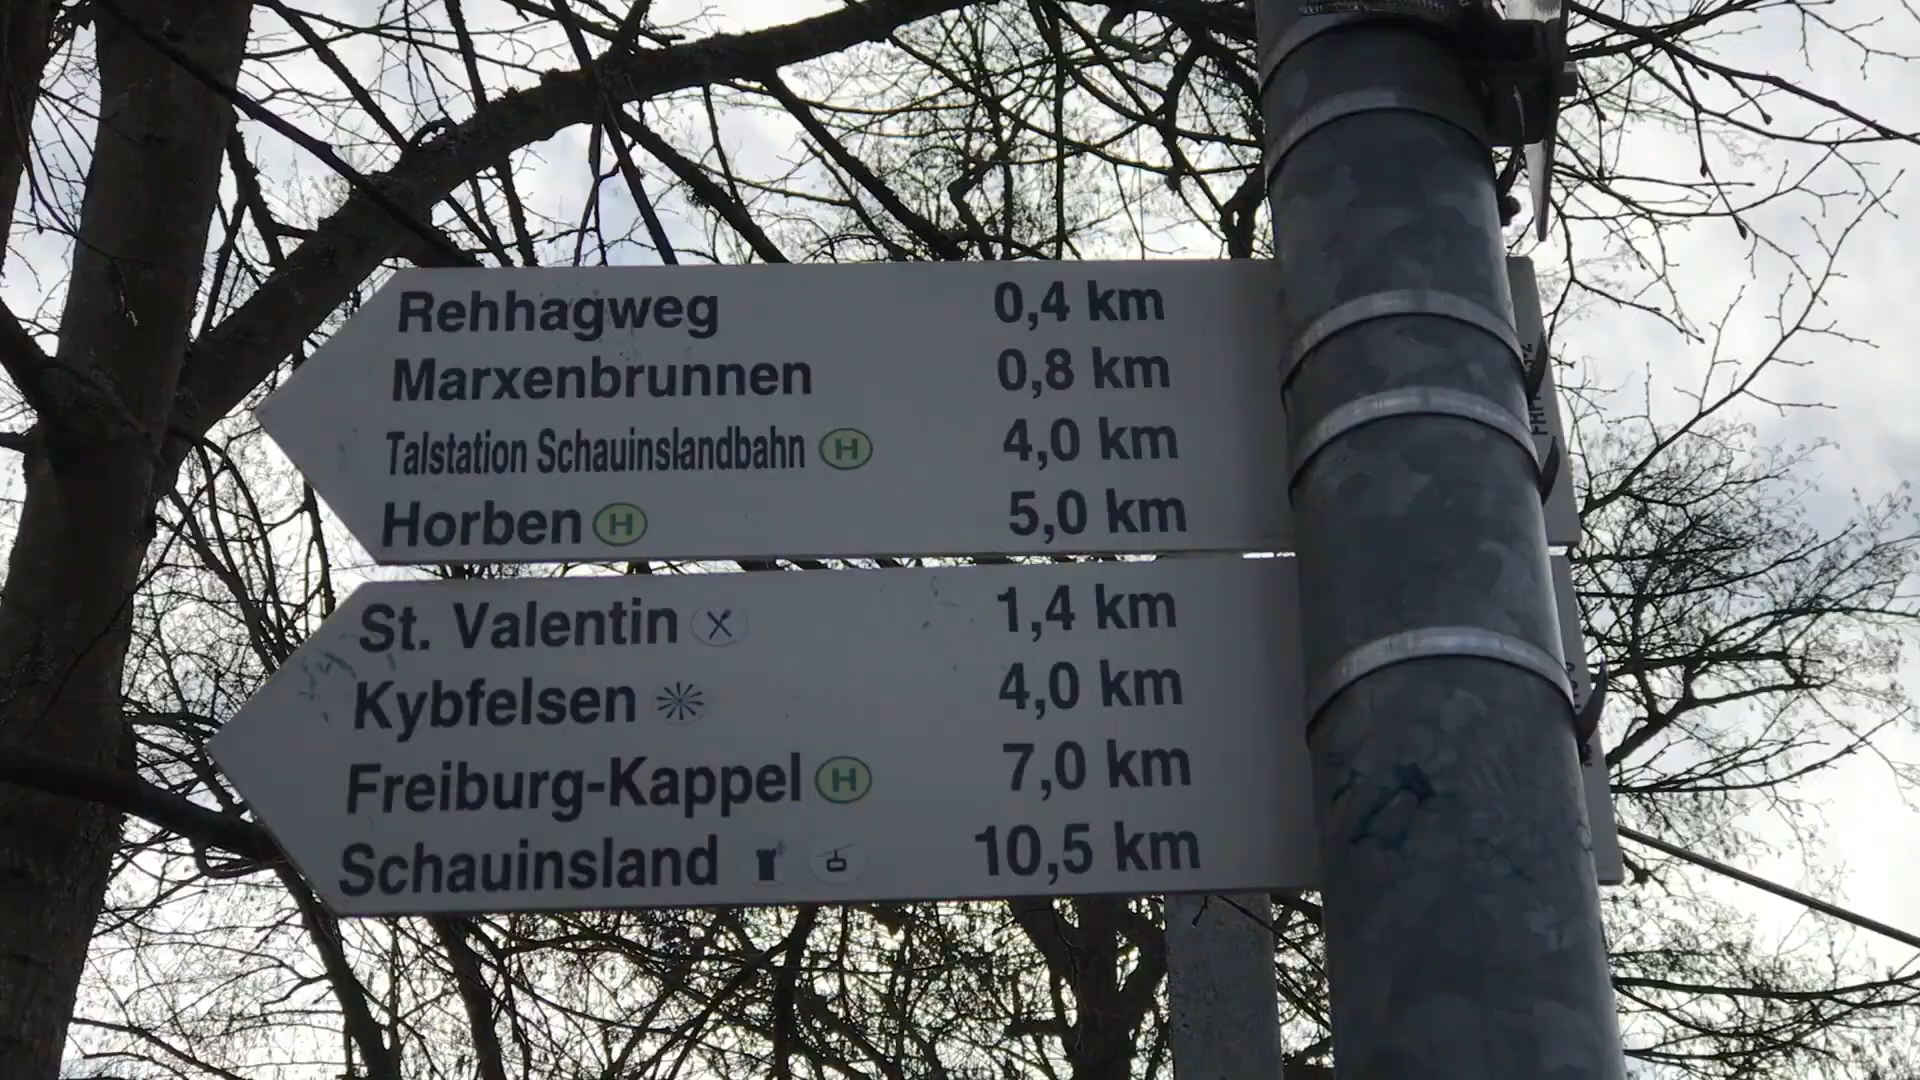 Rehhagweg 0,4 km
Marxenbrunnen 0,8 km
Talstation Schauinslandbahn H 4,0 km
Horben H 5,0 km
St. Valentin 1,4 km
Kybfelsen 4,0 km
Freiburg-Kappel H 7,0 km
Schauinsland 10,5 km